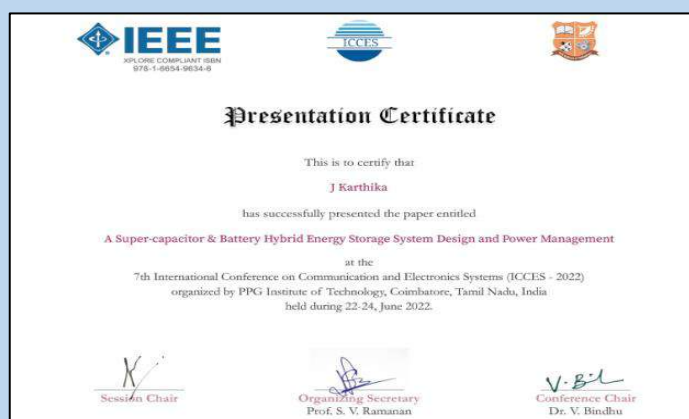 IEEE
XPLORE COMPLIANT ISBN
978-1-6654-9634-6
ICCES
Presentation Certificate
This is to certify that
J Karthika
has successfully presented the paper entitled
A Super-capacitor & Battery Hybrid Energy Storage System Design and Power Management
at the
7th International Conference on Communication and Electronics Systems (ICCES - 2022)
organized by PPG Institute of Technology, Coimbatore, Tamil Nadu, India
held during 22-24, June 2022.
V. Bil
Session Chair
Organizing Secretary
Conference Chair
Prof. S. V. Ramanan
Dr. V. Bindhu